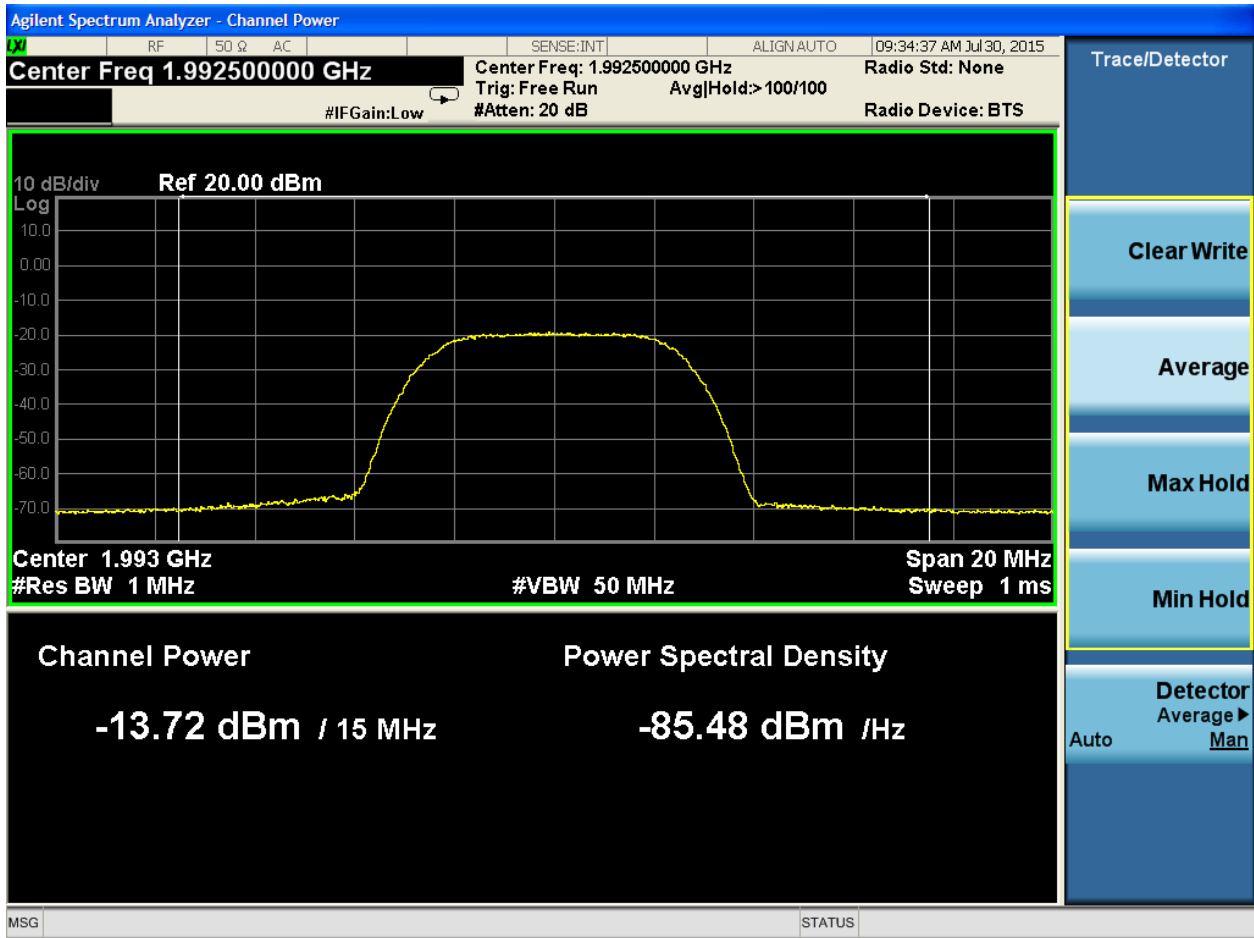 Agilent Spectrum Analyzer - Channel Power
LXI RF 50 Ω AC SENSE:INT ALIGN AUTO 09:34:37 AM Jul 30, 2015
Center Freq 1.992500000 GHz
#IFGain:Low
Center Freq: 1.992500000 GHz
Trig: Free Run Avg|Hold:> 100/100
#Atten: 20 dB
Radio Std: None
Radio Device: BTS
10 dB/div Ref 20.00 dBm
Log
10.0
0.00
-10.0
-20.0
-30.0
-40.0
-50.0
-60.0
-70.0
Center 1.993 GHz Span 20 MHz
#Res BW 1 MHz #VBW 50 MHz Sweep 1 ms
Channel Power Power Spectral Density
-13.72 dBm / 15 MHz -85.48 dBm /Hz
Trace/Detector
Clear Write
Average
Max Hold
Min Hold
Detector
Average▶
Auto Man
MSG STATUS